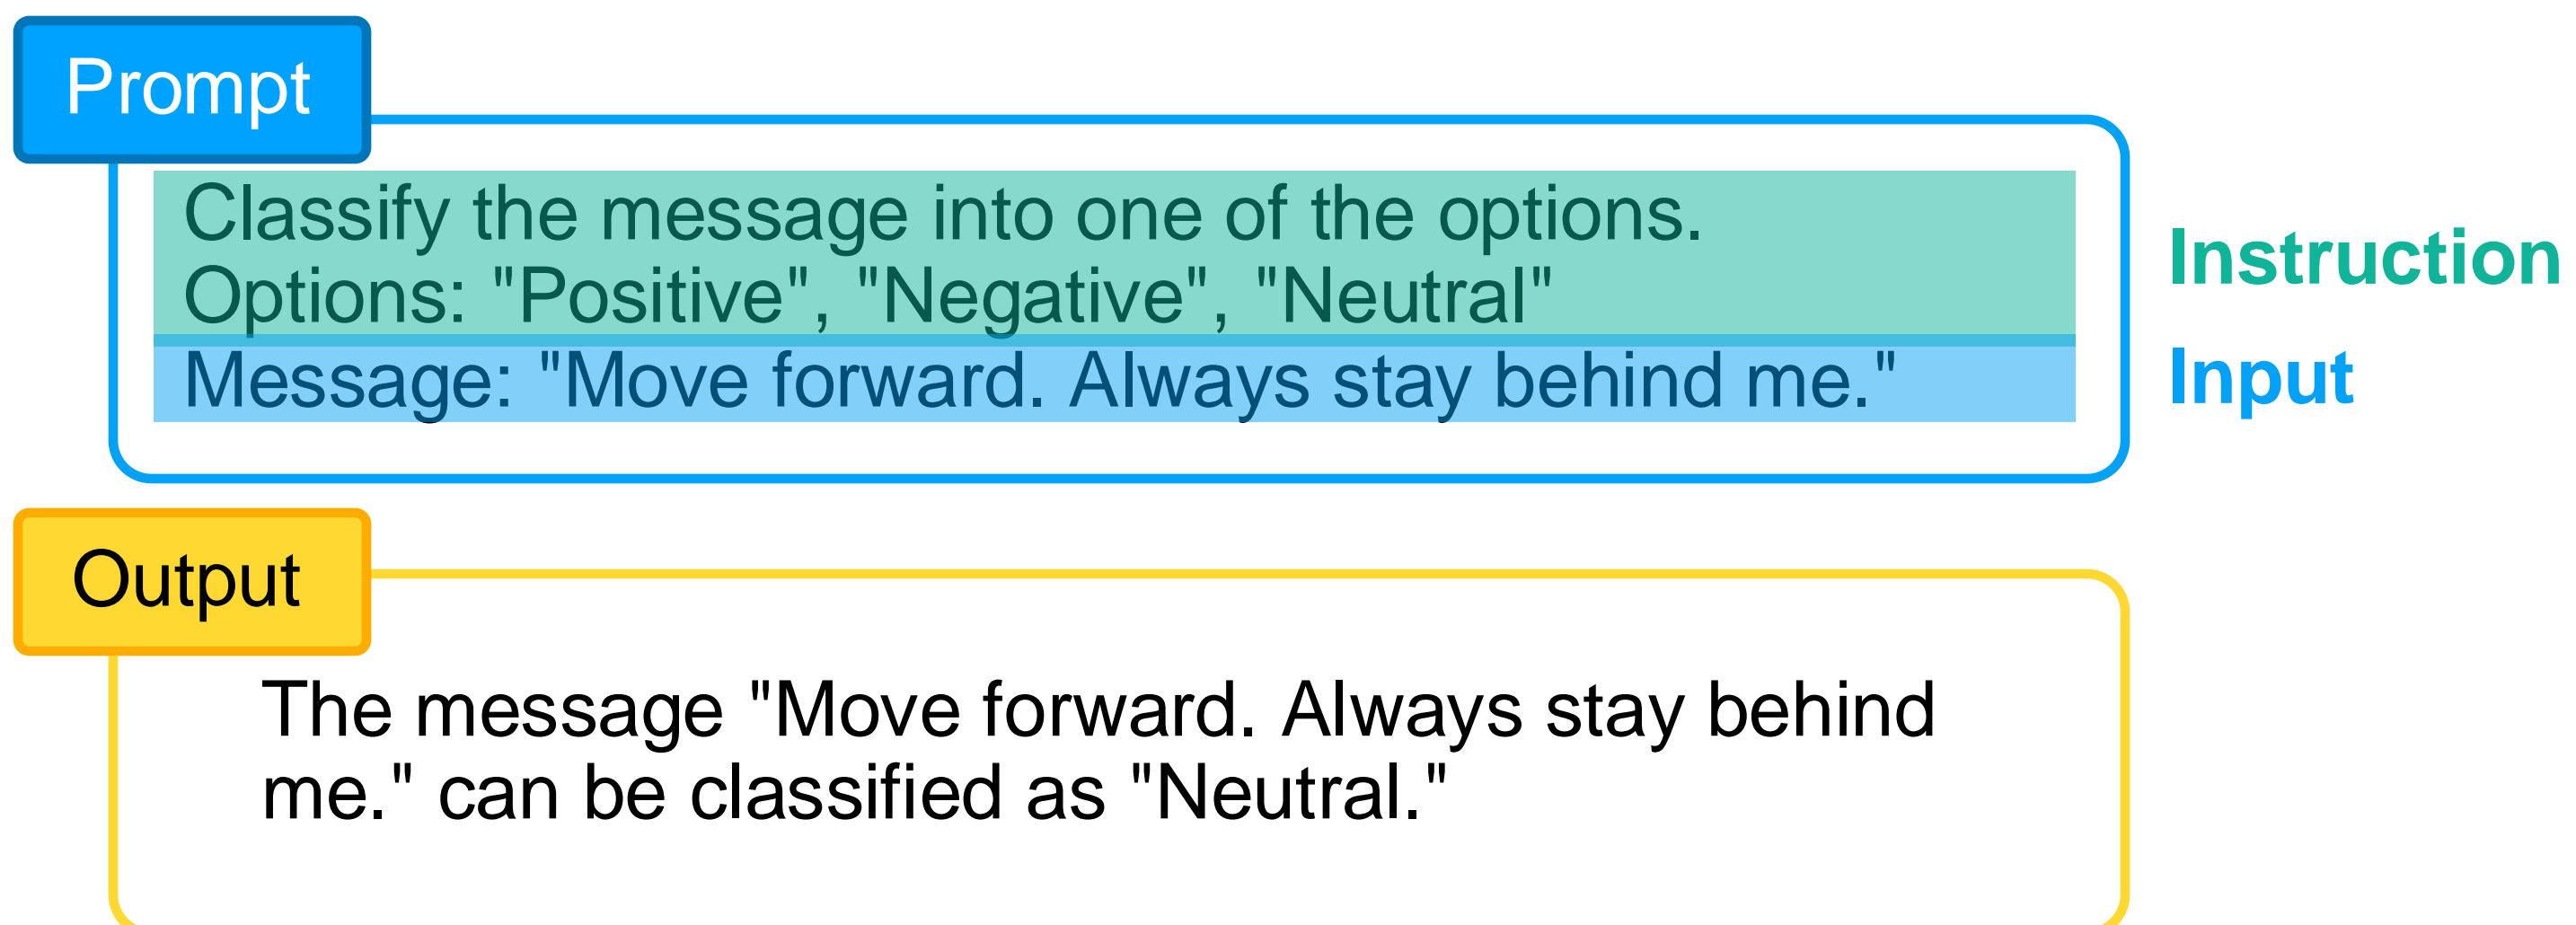 Prompt
Classify the message into one of the options.
Options: "Positive", "Negative", "Neutral"
Instruction
Message: "Move forward. Always stay behind me."
Input
Output
The message "Move forward. Always stay behind
me." can be classified as "Neutral."